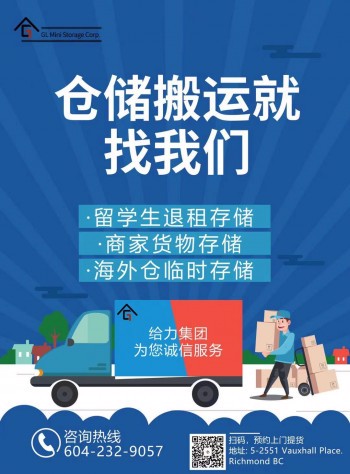 GL Mini Storage Corp.
仓储搬运就
找我们
·留学生退租存储
·商家货物存储
·海外仓临时存储
给力集团
为您诚信服务
咨询热线
604-232-9057
扫码，预约上门提货
地址: 5-2551 Vauxhall Place.
Richmond BC